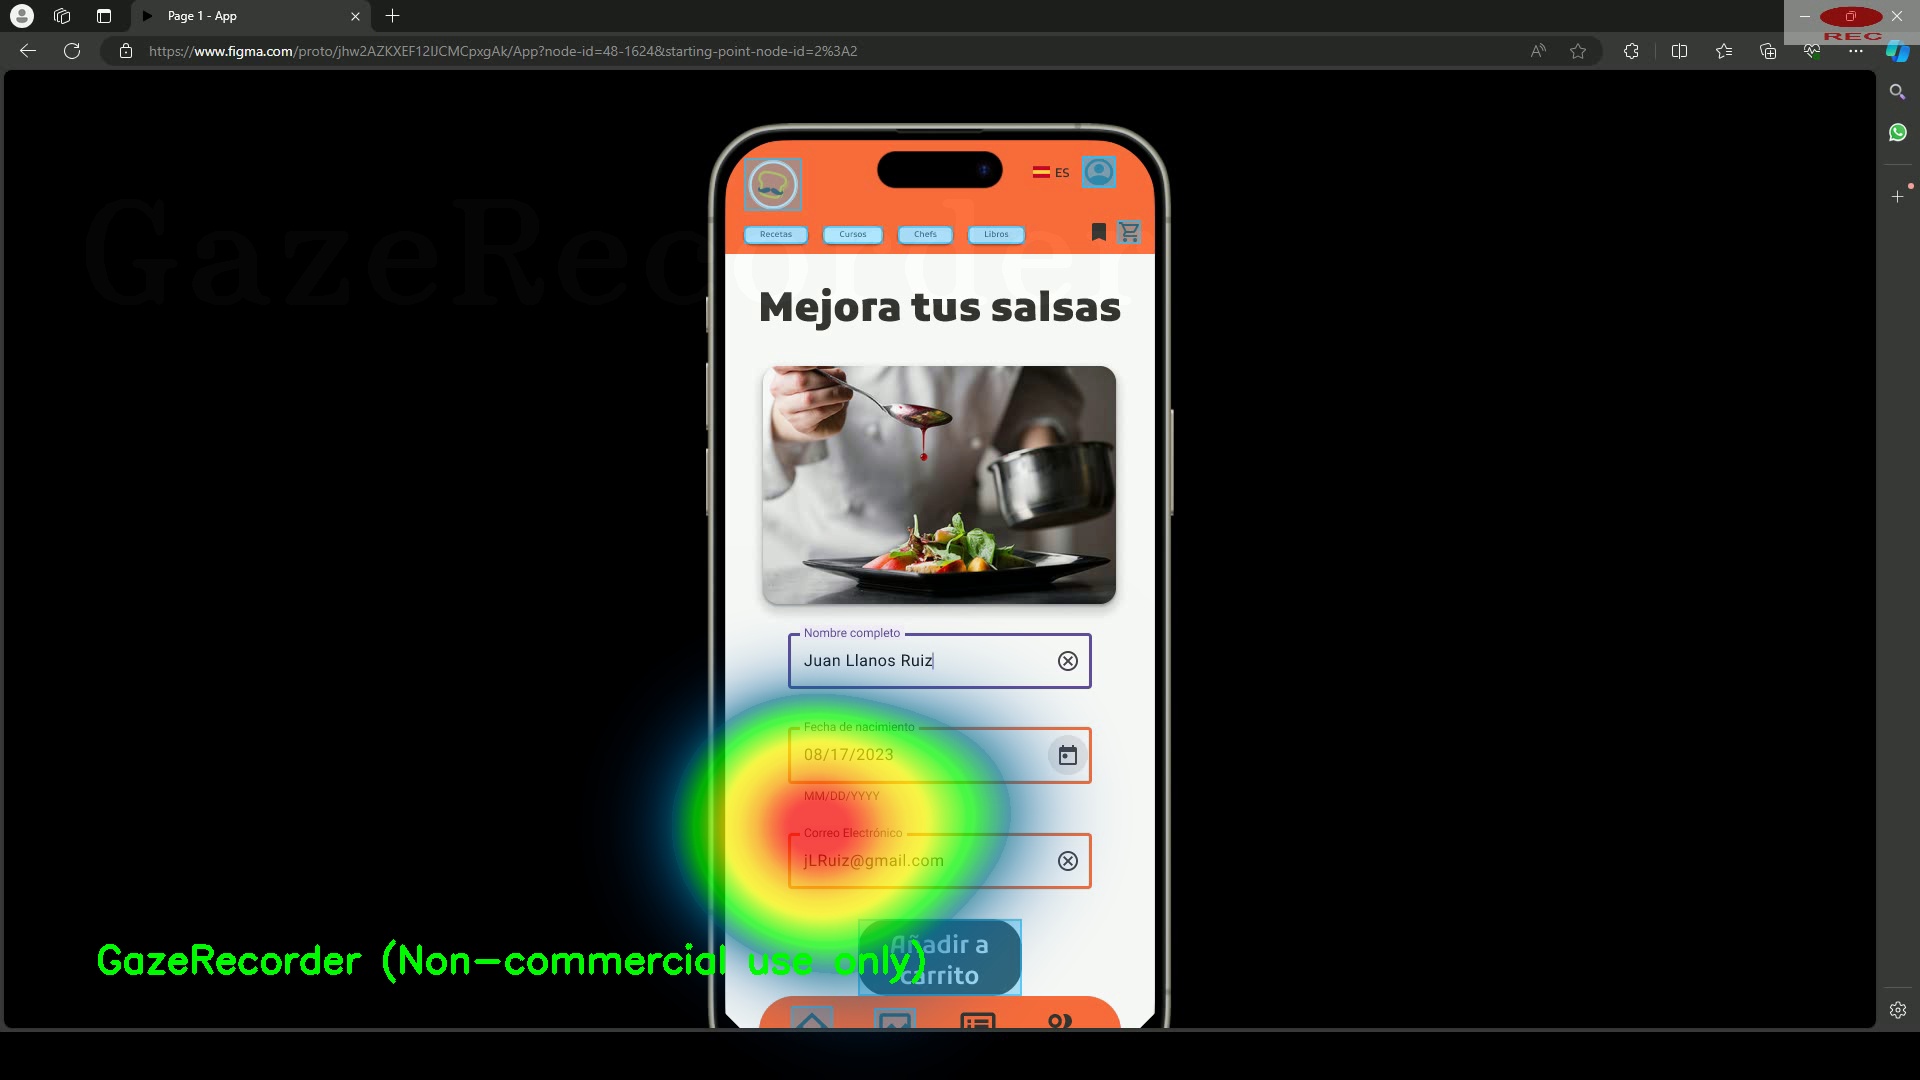 Page 1 - App
https://www.figma.com/proto/jhw2AZKXEF12IJCMCpxgAk/App?node-id=48-1624&starting-point-node-id=2%3A2
REC
ES
Recetas
Cursos
Chefs
Libros
GazeRecorder
Mejora tus salsas
Nombre completo
Juan Llanos Ruiz
Fecha de nacimiento
08/17/2023
MM/DD/YYYY
Correo Electrónico
jLRuiz@gmail.com
Añadir a
carrito
GazeRecorder (Non-commercial use only)